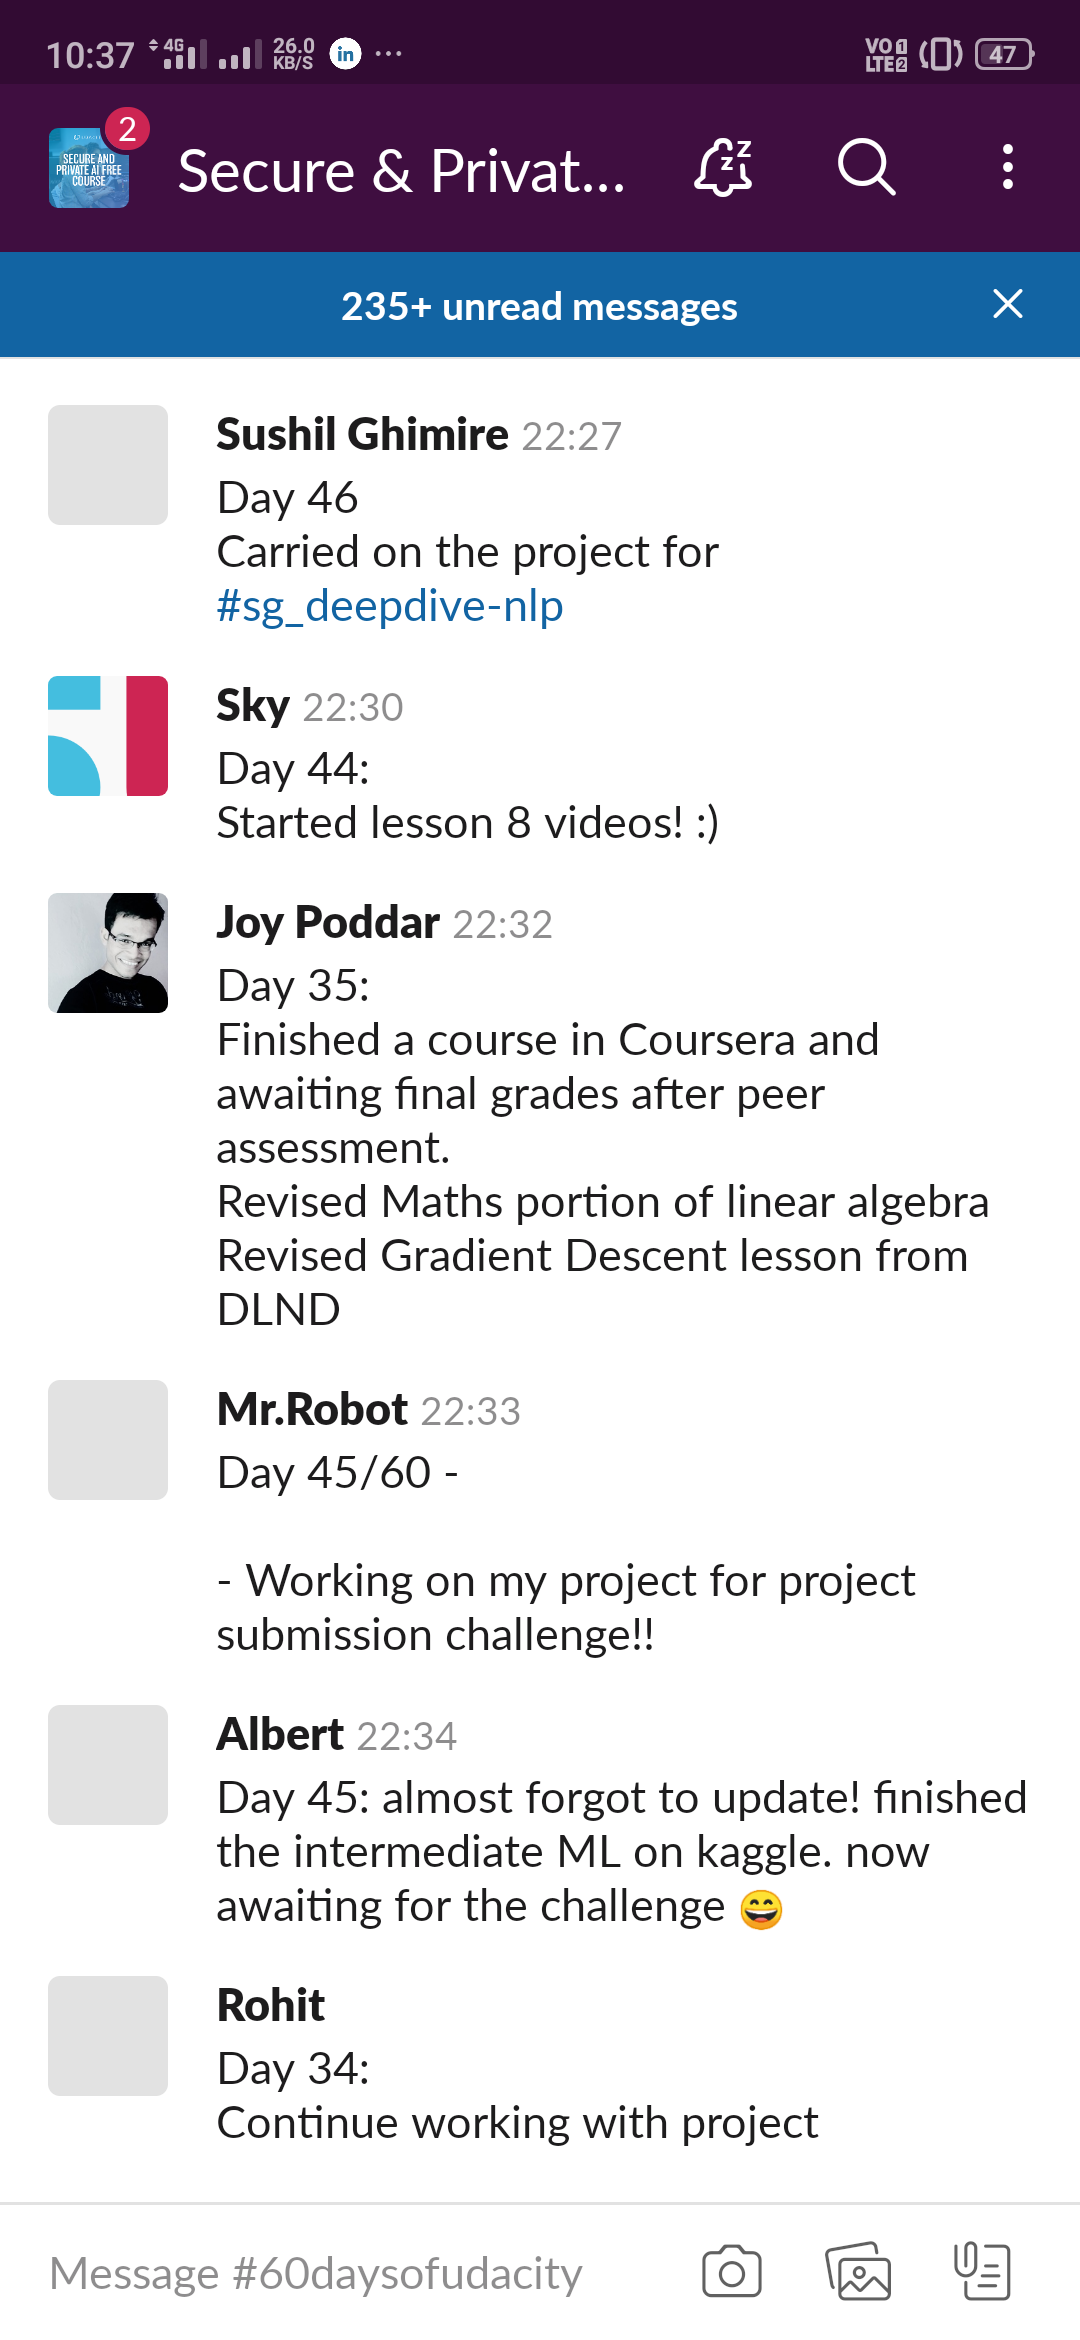 10:37 4G 26.0 KB/S in ... VO LTE 1 2 47
SECURE AND
PRIVATE AI FREE
COURSE
2
Secure & Privat...
235+ unread messages
Sushil Ghimire 22:27
Day 46
Carried on the project for
#sg_deepdive-nlp
Sky 22:30
Day 44:
Started lesson 8 videos! :)
Joy Poddar 22:32
Day 35:
Finished a course in Coursera and
awaiting final grades after peer
assessment.
Revised Maths portion of linear algebra
Revised Gradient Descent lesson from
DLND
Mr.Robot 22:33
Day 45/60 -
- Working on my project for project
submission challenge!!
Albert 22:34
Day 45: almost forgot to update! finished
the intermediate ML on kaggle. now
awaiting for the challenge 😄
Rohit
Day 34:
Continue working with project
Message #60daysofudacity